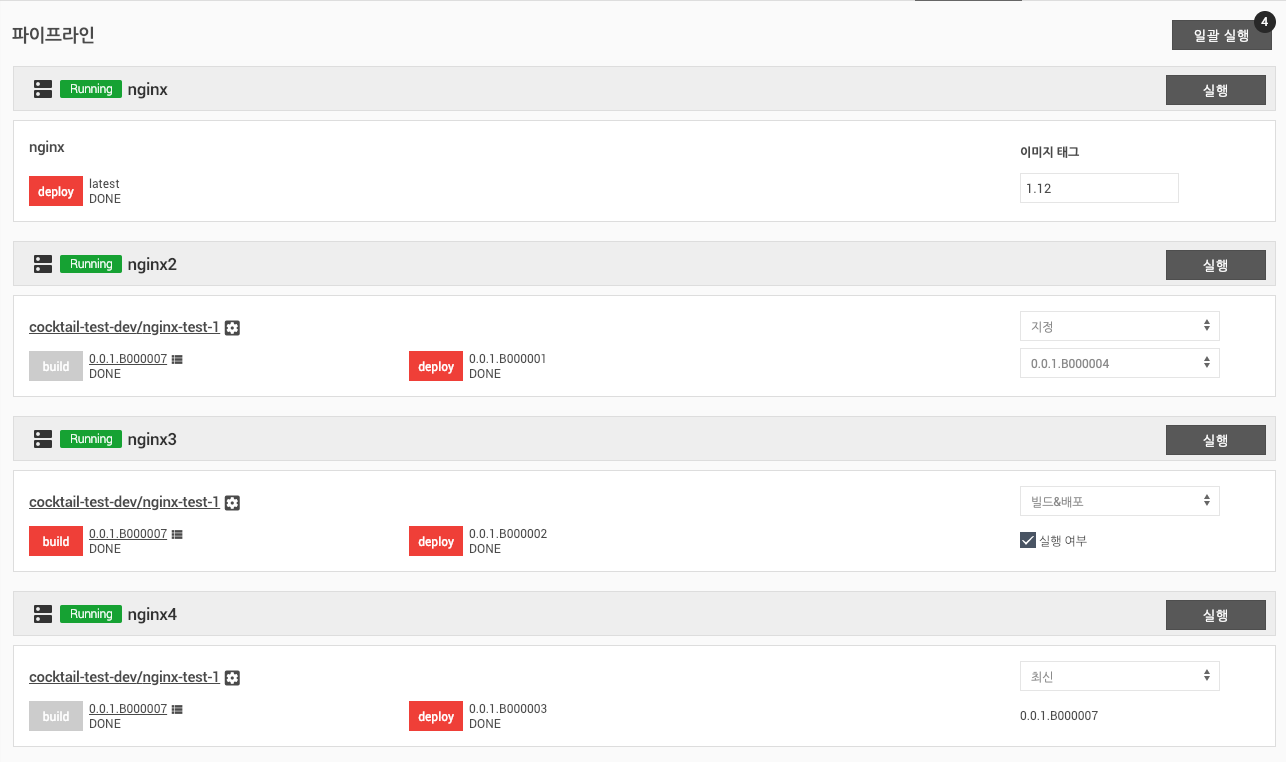 파이프라인
일괄 실행
4
Running nginx
실행
nginx
이미지 태그
deploy
latest
DONE
1.12
Running nginx2
실행
cocktail-test-dev/nginx-test-1
지정
build
0.0.1.B000007
DONE
deploy
0.0.1.B000001
DONE
0.0.1.B000004
Running nginx3
실행
cocktail-test-dev/nginx-test-1
빌드&배포
build
0.0.1.B000007
DONE
deploy
0.0.1.B000002
DONE
실행 여부
Running nginx4
실행
cocktail-test-dev/nginx-test-1
최신
build
0.0.1.B000007
DONE
deploy
0.0.1.B000003
DONE
0.0.1.B000007